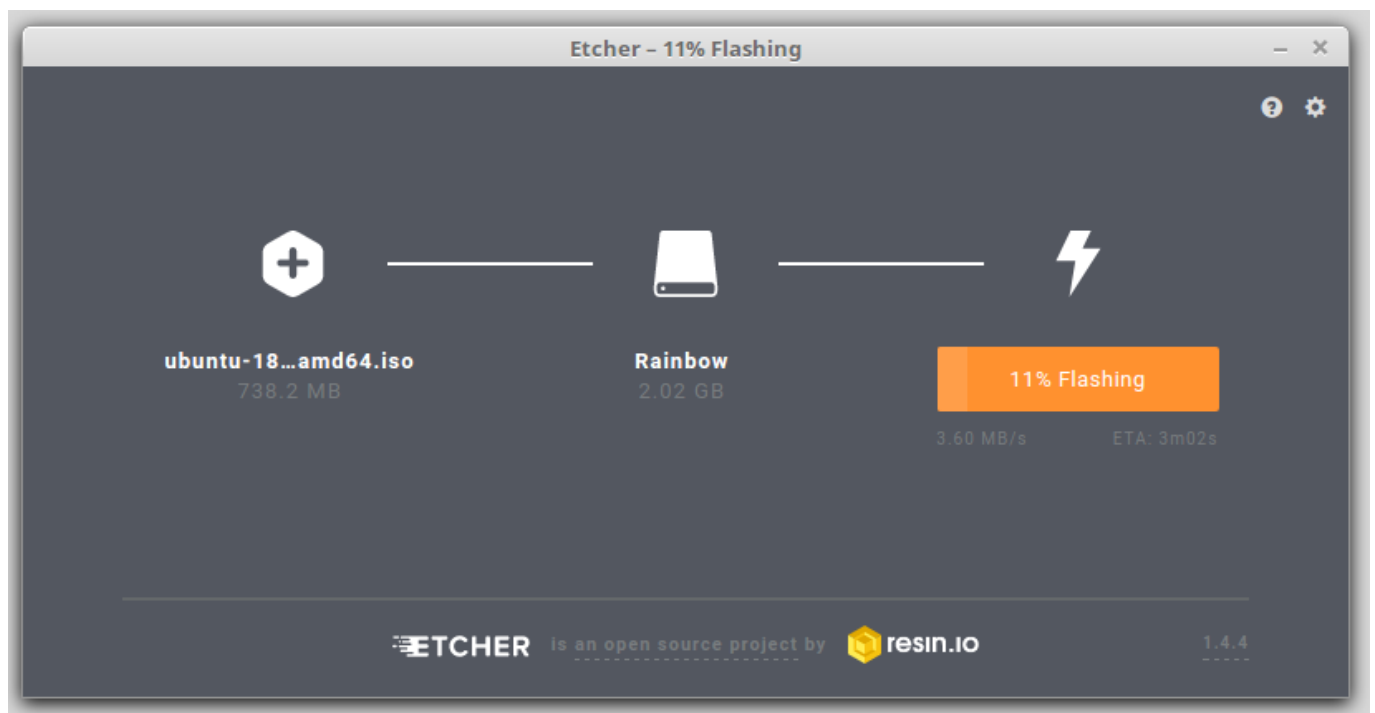 Etcher – 11% Flashing
ubuntu-18…amd64.iso
738.2 MB
Rainbow
2.02 GB
11% Flashing
3.60 MB/s ETA: 3m02s
ETCHER is an open source project by resin.io 1.4.4